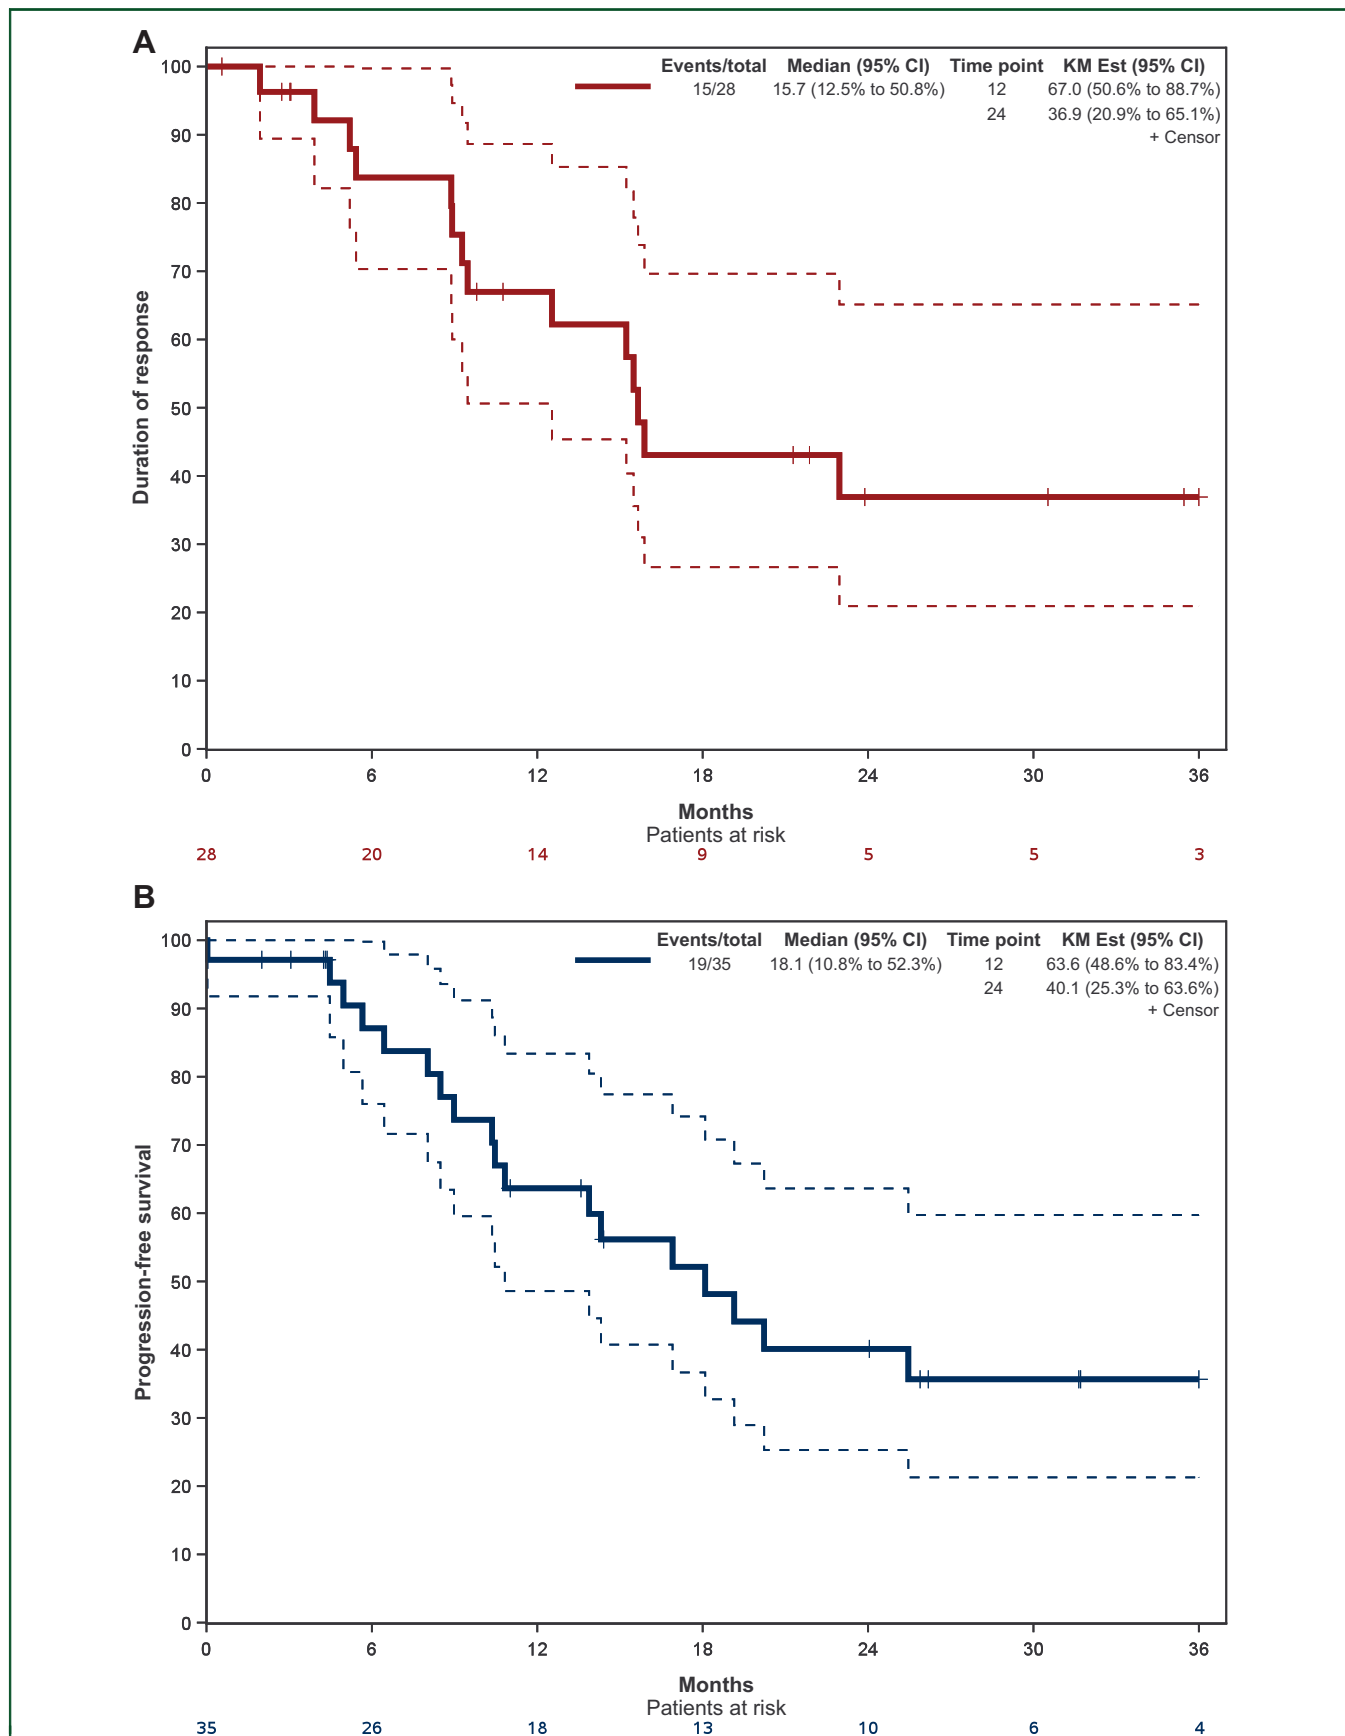 A
Events/total Median (95% CI) Time point KM Est (95% CI)
15/28 15.7 (12.5% to 50.8%) 12 67.0 (50.6% to 88.7%)
24 36.9 (20.9% to 65.1%)
+ Censor
Duration of response
100
90
80
70
60
50
40
30
20
10
0
0 6 12 18 24 30 36
Months
Patients at risk
28 20 14 9 5 5 3
B
Events/total Median (95% CI) Time point KM Est (95% CI)
19/35 18.1 (10.8% to 52.3%) 12 63.6 (48.6% to 83.4%)
24 40.1 (25.3% to 63.6%)
+ Censor
Progression-free survival
100
90
80
70
60
50
40
30
20
10
0
0 6 12 18 24 30 36
Months
Patients at risk
35 26 18 13 10 6 4